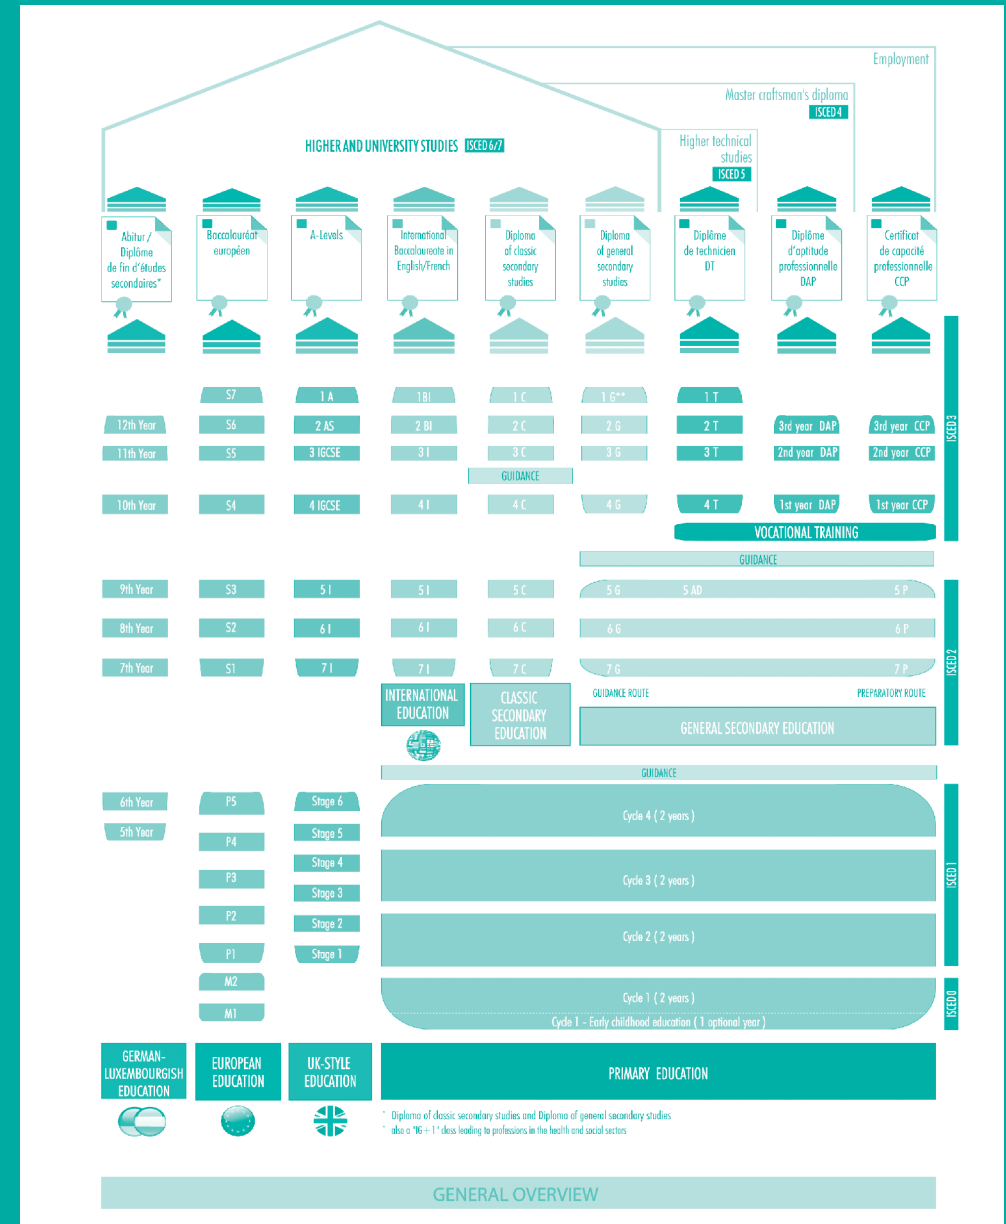 Employment
Master craftsman's diploma
ISCED 4
HIGHER AND UNIVERSITY STUDIES ISCED 6/7
Higher technical
studies
ISCED 5
Abitur /
Diplôme
de fin d'études
secondaires*
Baccalauréat
européen
A-Levels
International
Baccalaureate in
English/French
Diploma
of classic
secondary
studies
Diploma
of general
secondary
studies
Diplôme
de technicien
DT
Diplôme
d'aptitude
professionnelle
DAP
Certificat
de capacité
professionnelle
CCP
ISCED 3
S7 1 A 1BI 1 C 1 G** 1 T
12th Year S6 2 AS 2 BI 2 C 2 G 2 T 3rd year DAP 3rd year CCP
11th Year S5 3 IGCSE 3 I 3 C 3 G 3 T 2nd year DAP 2nd year CCP
GUIDANCE
10th Year S4 4 IGCSE 4 I 4 C 4 G 4 T 1st year DAP 1st year CCP
VOCATIONAL TRAINING
GUIDANCE
9th Year S3 5 I 5 I 5 C 5 G 5 AD 5 P
8th Year S2 6 I 6 I 6 C 6 G 6 P
7th Year S1 7 I 7 I 7 C 7 G 7 P
ISCED 2
INTERNATIONAL
EDUCATION
CLASSIC
SECONDARY
EDUCATION
GUIDANCE ROUTE
PREPARATORY ROUTE
GENERAL SECONDARY EDUCATION
GUIDANCE
6th Year P5 Stage 6
5th Year
Stage 5
P4
Stage 4
P3
Stage 3
P2
Stage 2
P1 Stage 1
M2
M1
Cycle 4 ( 2 years )
Cycle 3 ( 2 years )
Cycle 2 ( 2 years )
ISCED 1
Cycle 1 ( 2 years )
Cycle 1 - Early childhood education ( 1 optional year )
ISCED 0
GERMAN-
LUXEMBOURGISH
EDUCATION
EUROPEAN
EDUCATION
UK-STYLE
EDUCATION
PRIMARY EDUCATION
* Diploma of classic secondary studies and Diploma of general secondary studies
* also a "IG + 1" class leading to professions in the health and social sectors
GENERAL OVERVIEW